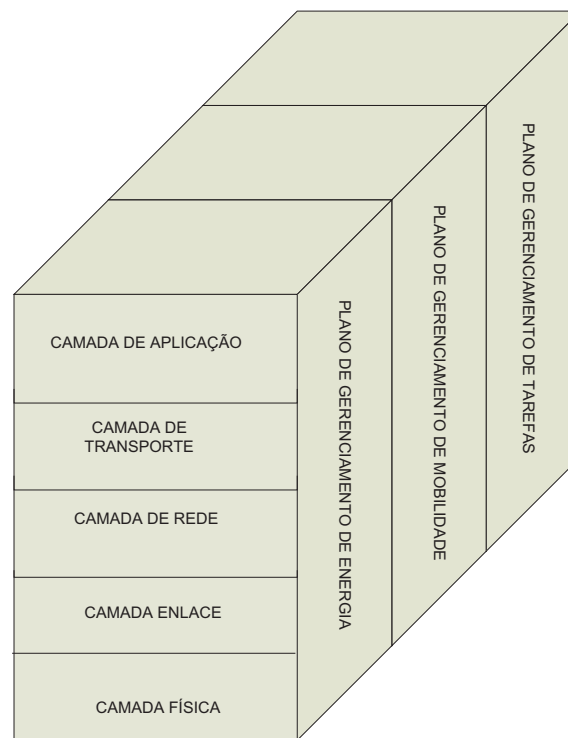 CAMADA DE APLICAÇÃO
CAMADA DE
TRANSPORTE
CAMADA DE REDE
CAMADA ENLACE
CAMADA FÍSICA
PLANO DE GERENCIAMENTO DE ENERGIA
PLANO DE GERENCIAMENTO DE MOBILIDADE
PLANO DE GERENCIAMENTO DE TAREFAS